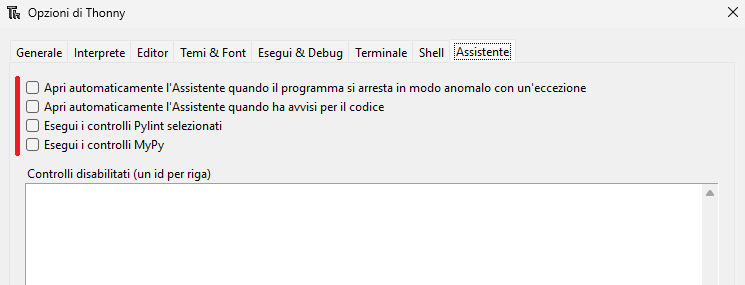 Opzioni di Thonny
Generale Interprete Editor Temi & Font Esegui & Debug Terminale Shell Assistente
Apri automaticamente l'Assistente quando il programma si arresta in modo anomalo con un'eccezione
Apri automaticamente l'Assistente quando ha avvisi per il codice
Esegui i controlli Pylint selezionati
Esegui i controlli MyPy
Controlli disabilitati (un id per riga)